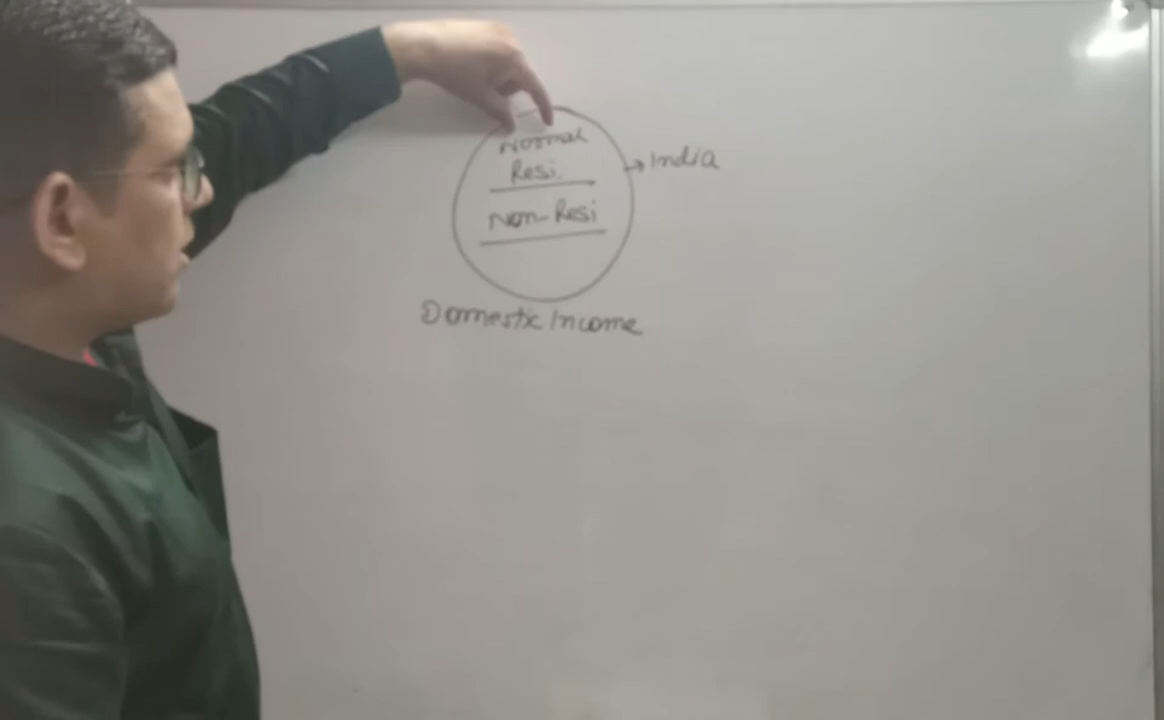 Normal
Resi.
Non-Resi
→ India
Domestic Income